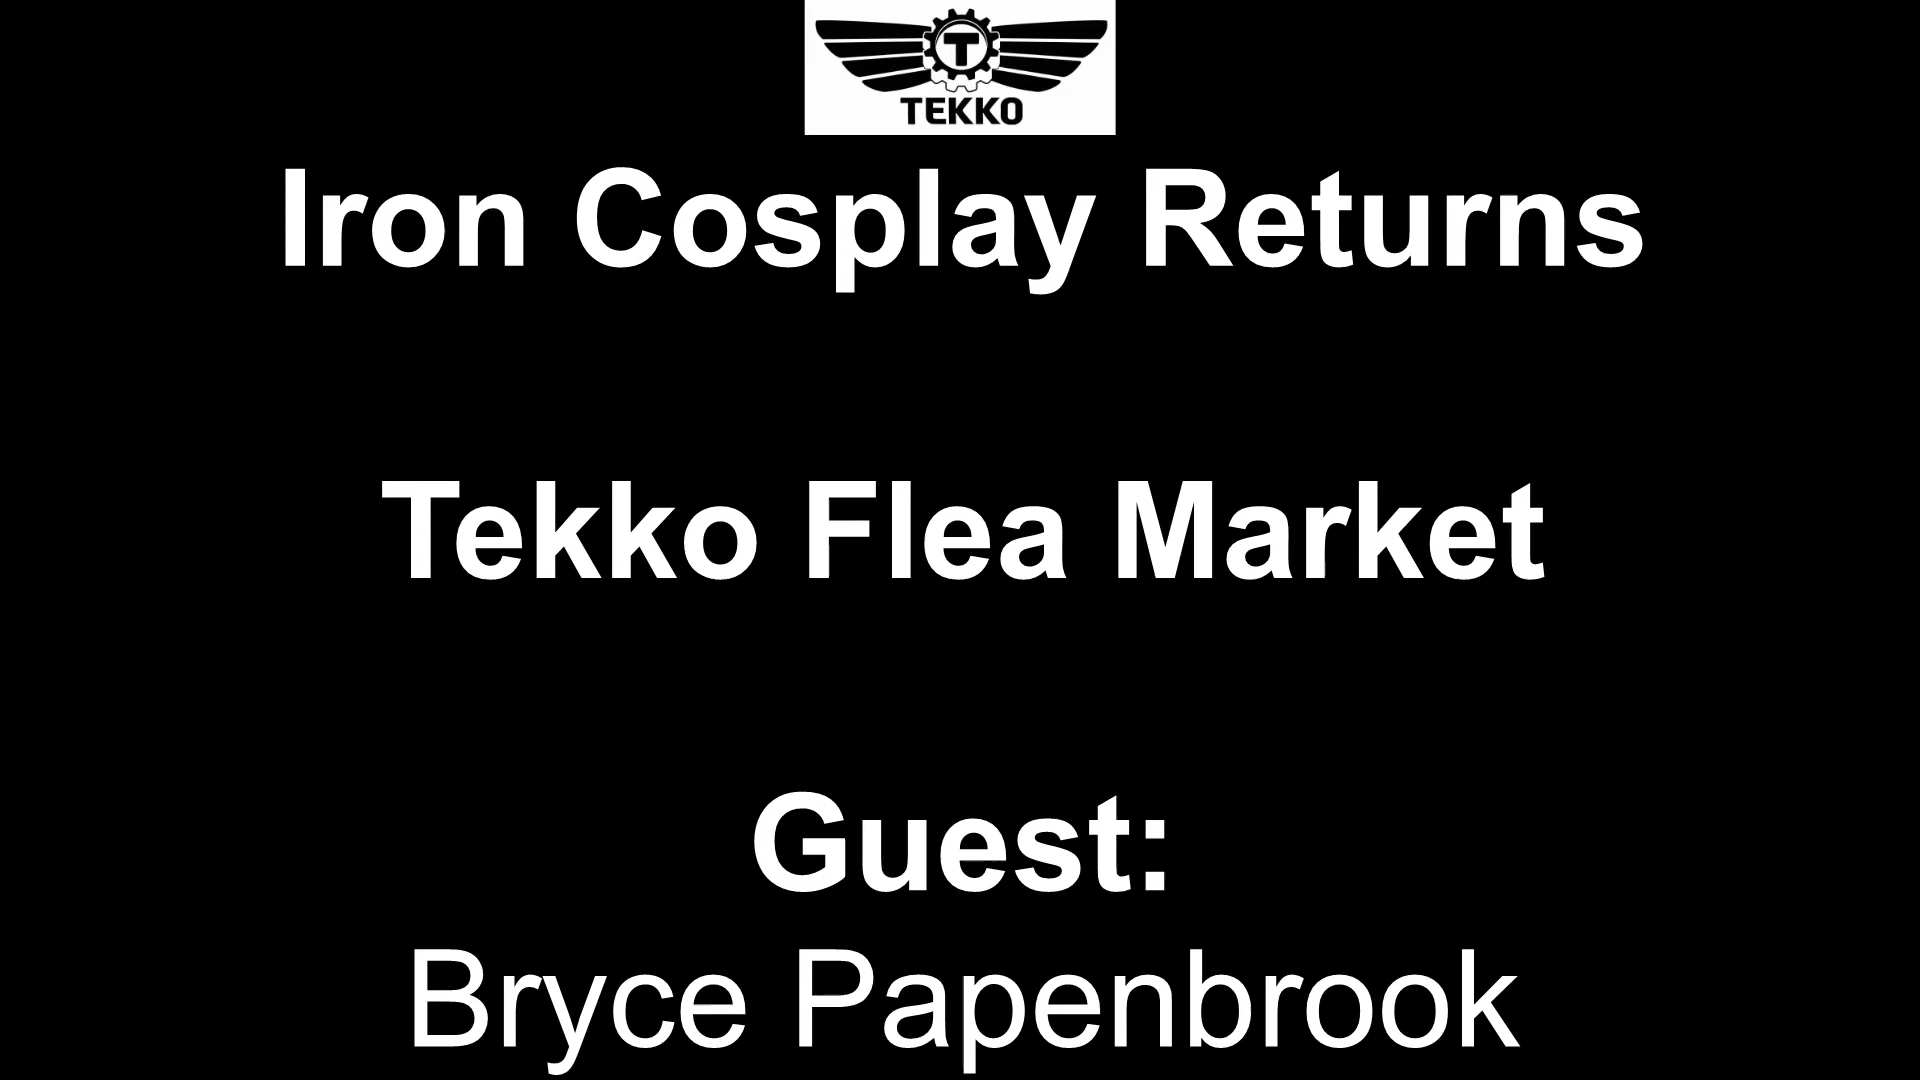 T
TEKKO
Iron Cosplay Returns
Tekko Flea Market
Guest:
Bryce Papenbrook